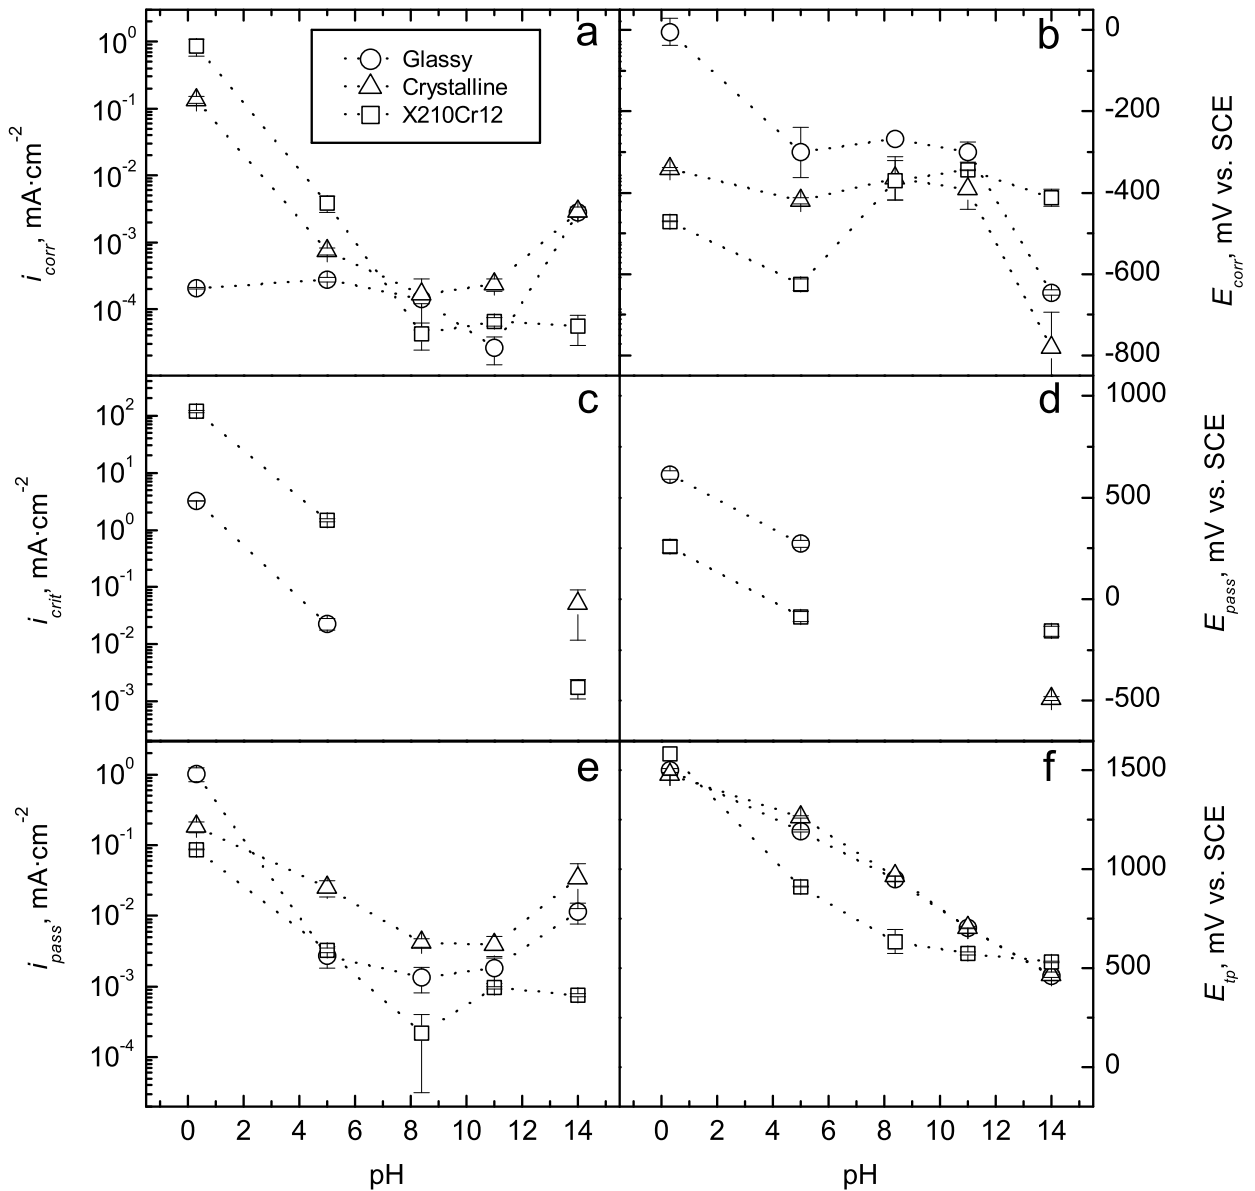 a
Glassy
Crystalline
X210Cr12
10^0
10^-1
10^-2
10^-3
10^-4
i_corr, mA·cm^-2
b
0
-200
-400
-600
-800
E_corr, mV vs. SCE
c
10^2
10^1
10^0
10^-1
10^-2
10^-3
i_crit, mA·cm^-2
d
1000
500
0
-500
E_pass, mV vs. SCE
e
10^0
10^-1
10^-2
10^-3
10^-4
i_pass, mA·cm^-2
0 2 4 6 8 10 12 14
pH
f
1500
1000
500
0
E_tp, mV vs. SCE
0 2 4 6 8 10 12 14
pH